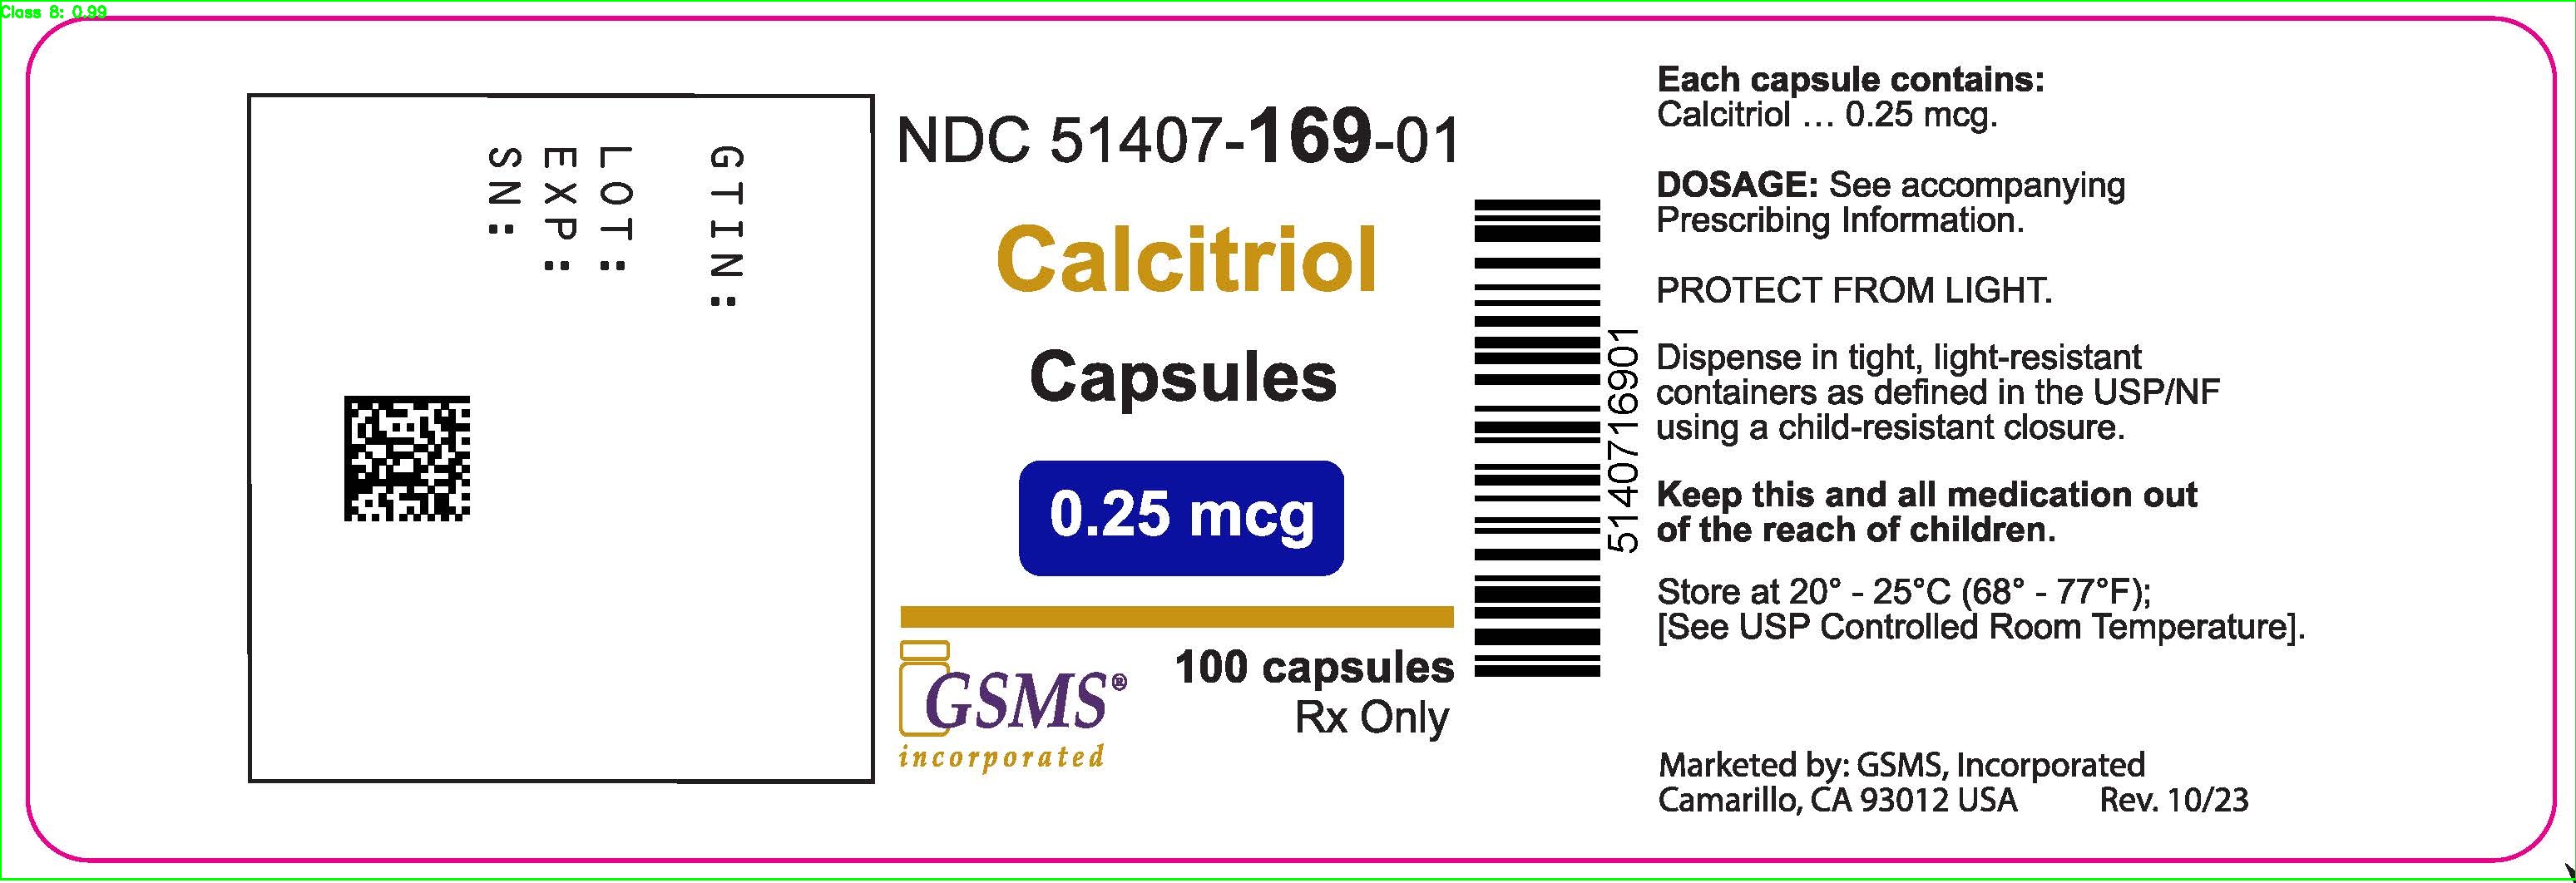 Class 8: 0.99
GTIN:
LOT:
EXP:
SN:
NDC 51407-169-01
Calcitriol
Capsules
0.25 mcg
GSMS®
incorporated
100 capsules
Rx Only
5140716901
Each capsule contains:
Calcitriol ... 0.25 mcg.
DOSAGE: See accompanying
Prescribing Information.
PROTECT FROM LIGHT.
Dispense in tight, light-resistant
containers as defined in the USP/NF
using a child-resistant closure.
Keep this and all medication out
of the reach of children.
Store at 20° - 25°C (68° - 77°F);
[See USP Controlled Room Temperature].
Marketed by: GSMS, Incorporated
Camarillo, CA 93012 USA Rev. 10/23